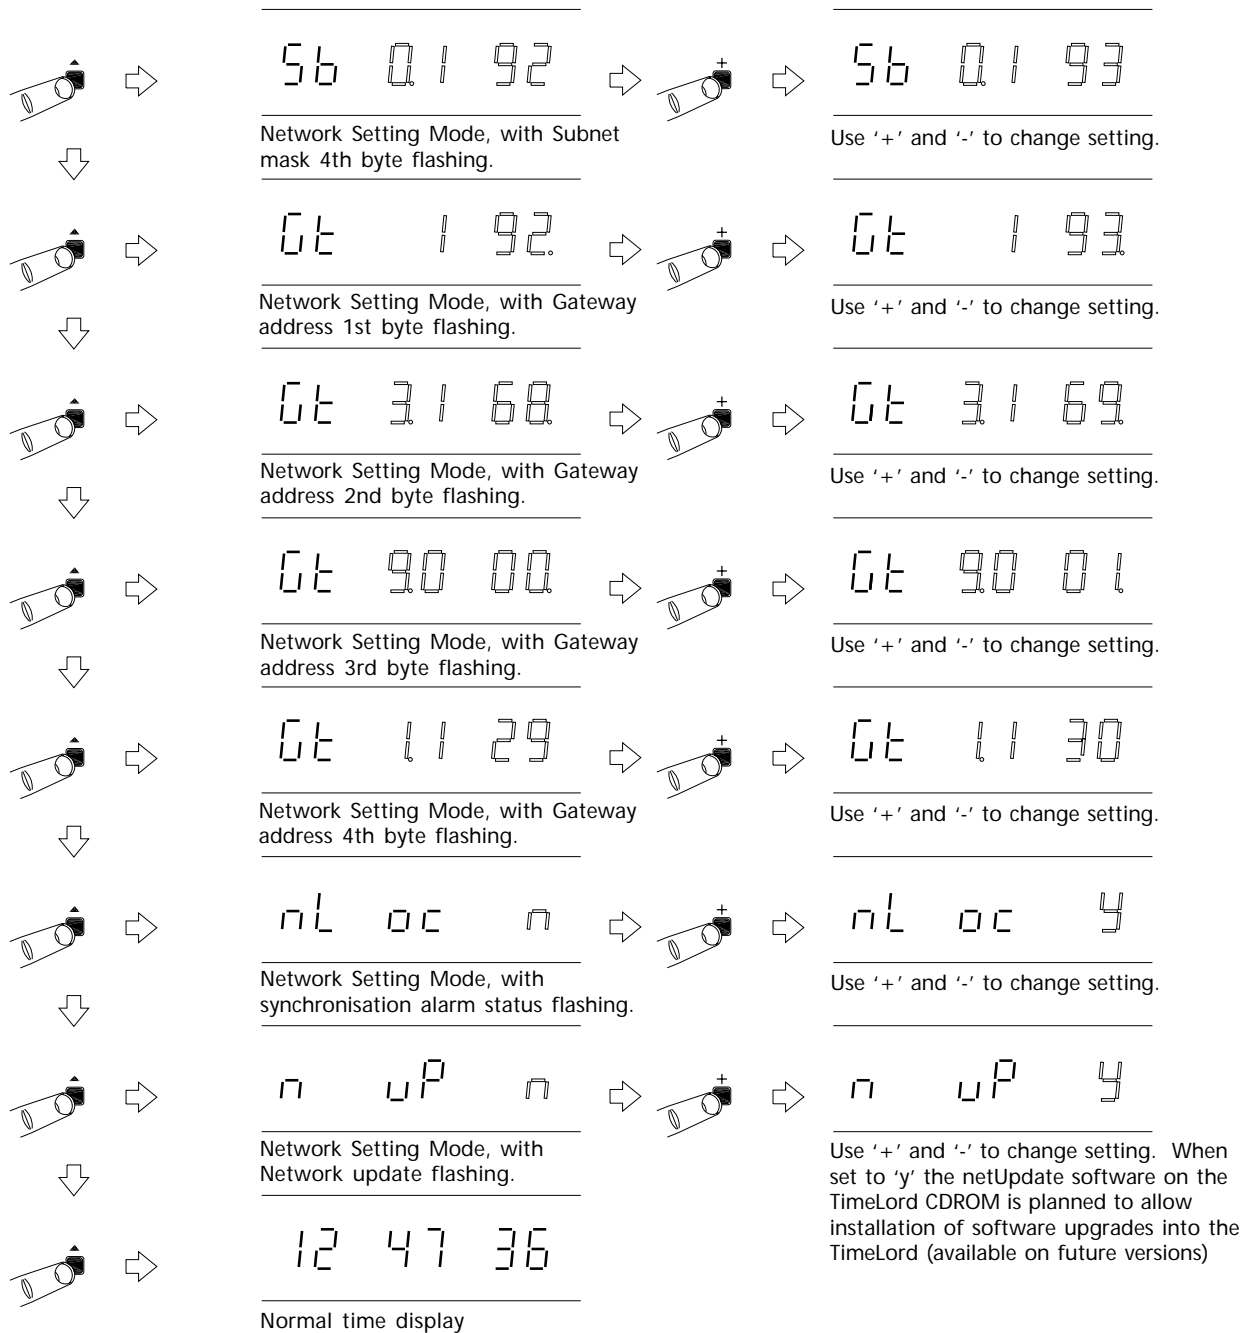 5b 0.1 92
+
5b 0.1 93
Network Setting Mode, with Subnet
mask 4th byte flashing.
Use ‘+’ and ‘-’ to change setting.
Gt 1 92.
+
Gt 1 93.
Network Setting Mode, with Gateway
address 1st byte flashing.
Use ‘+’ and ‘-’ to change setting.
Gt 3.1 68.
+
Gt 3.1 69.
Network Setting Mode, with Gateway
address 2nd byte flashing.
Use ‘+’ and ‘-’ to change setting.
Gt 9.0 00.
+
Gt 9.0 01.
Network Setting Mode, with Gateway
address 3rd byte flashing.
Use ‘+’ and ‘-’ to change setting.
Gt 1.1 29
+
Gt 1.1 30
Network Setting Mode, with Gateway
address 4th byte flashing.
Use ‘+’ and ‘-’ to change setting.
nL oc n
+
nL oc y
Network Setting Mode, with
synchronisation alarm status flashing.
Use ‘+’ and ‘-’ to change setting.
n uP n
+
n uP y
Network Setting Mode, with
Network update flashing.
Use ‘+’ and ‘-’ to change setting. When
set to ‘y’ the netUpdate software on the
TimeLord CDROM is planned to allow
installation of software upgrades into the
TimeLord (available on future versions)
12 47 36
Normal time display